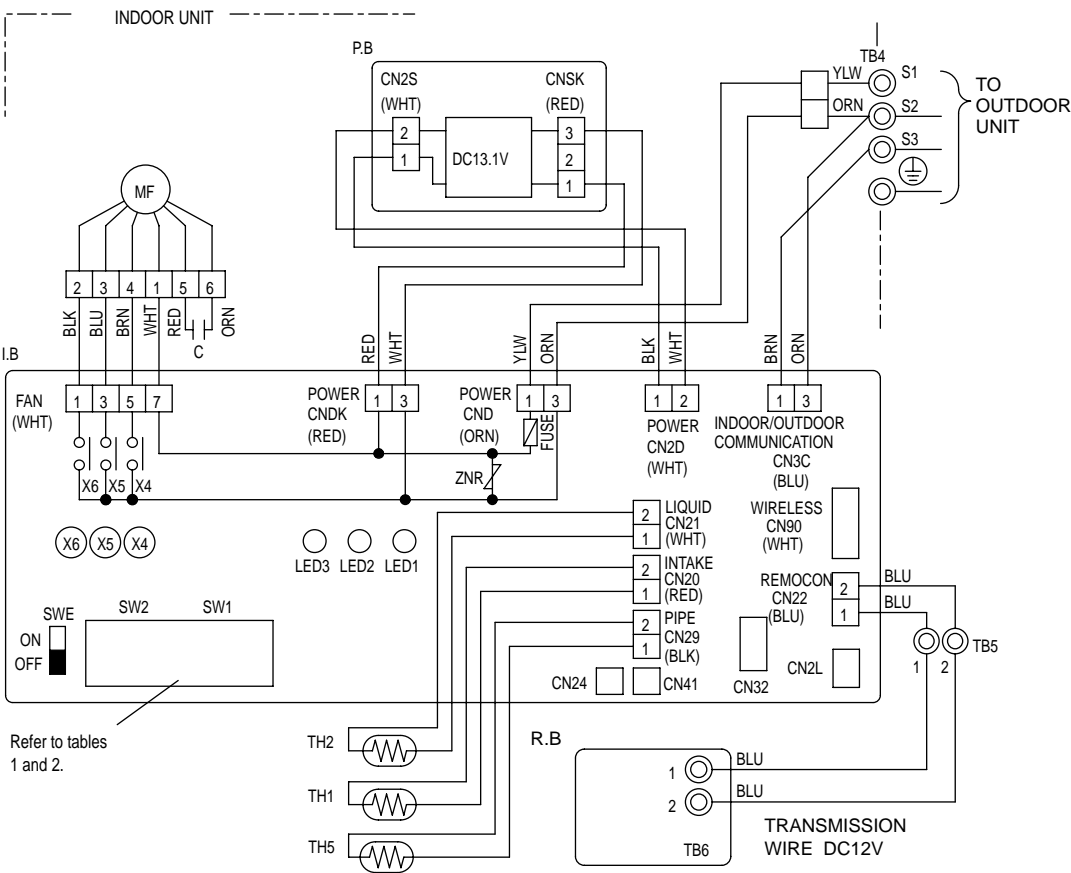 INDOOR UNIT
P.B
CN2S
(WHT)
CNSK
(RED)
2
1
DC13.1V
3
2
1
TB4
YLW
S1
ORN
S2
S3
TO
OUTDOOR
UNIT
MF
2 3 4 1 5 6
BLK
BLU
BRN
WHT
RED
C
ORN
RED
WHT
YLW
ORN
BLK
WHT
BRN
ORN
I.B
FAN
(WHT)
1 3 5 7
POWER
CNDK
(RED)
1 3
POWER
CND
(ORN)
1 3
FUSE
1 2
POWER
CN2D
(WHT)
1 3
INDOOR/OUTDOOR
COMMUNICATION
CN3C
(BLU)
X6 X5 X4
ZNR
X6 X5 X4
LED3 LED2 LED1
2
1
LIQUID
CN21
(WHT)
2
1
INTAKE
CN20
(RED)
2
1
PIPE
CN29
(BLK)
WIRELESS
CN90
(WHT)
REMOCON
CN22
(BLU)
2
1
BLU
BLU
TB5
1 2
SWE
ON
OFF
SW2 SW1
CN24
CN41
CN32
CN2L
Refer to tables
1 and 2.
TH2
TH1
TH5
R.B
1
BLU
2
BLU
TB6
TRANSMISSION
WIRE DC12V